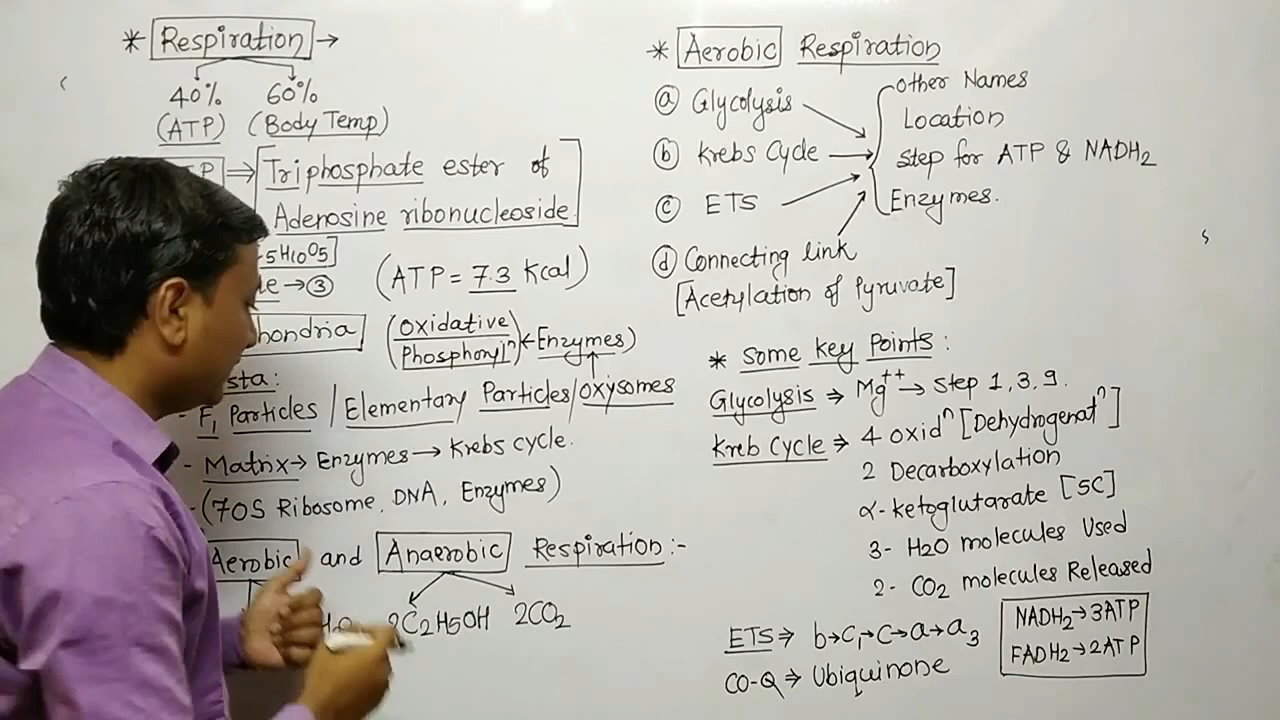 * Respiration →
40% 60%
(ATP) (Body Temp)
⇒ [Triphosphate ester of
Adenosine ribonucleoside]
5H10O5]
→ ③ (ATP = 7.3 Kcal)
hondria (Oxidative Phosphorylⁿ ← Enzymes)
sta:
- F1 Particles / Elementary Particles/Oxysomes
- Matrix → Enzymes → Krebs cycle.
- (70S Ribosome, DNA, Enzymes)
Aerobic and Anaerobic Respiration :-
2C2H5OH 2CO2
* Aerobic Respiration
ⓐ Glycolysis
ⓑ Krebs Cycle
ⓒ ETS
ⓓ Connecting link
[Acetylation of Pyruvate]
Other Names
Location
Step for ATP & NADH2
Enzymes.
* Some Key Points :
Glycolysis ⇒ Mg++ → Step 1, 3, 9.
Kreb Cycle ⇒ 4 oxidⁿ [Dehydrogenatⁿ]
2 Decarboxylation
α-ketoglutarate [5C]
3- H2O molecules Used
2- CO2 molecules Released
ETS ⇒ b→C1→C→a→a3
CO-Q ⇒ Ubiquinone
NADH2→3ATP
FADH2→2ATP